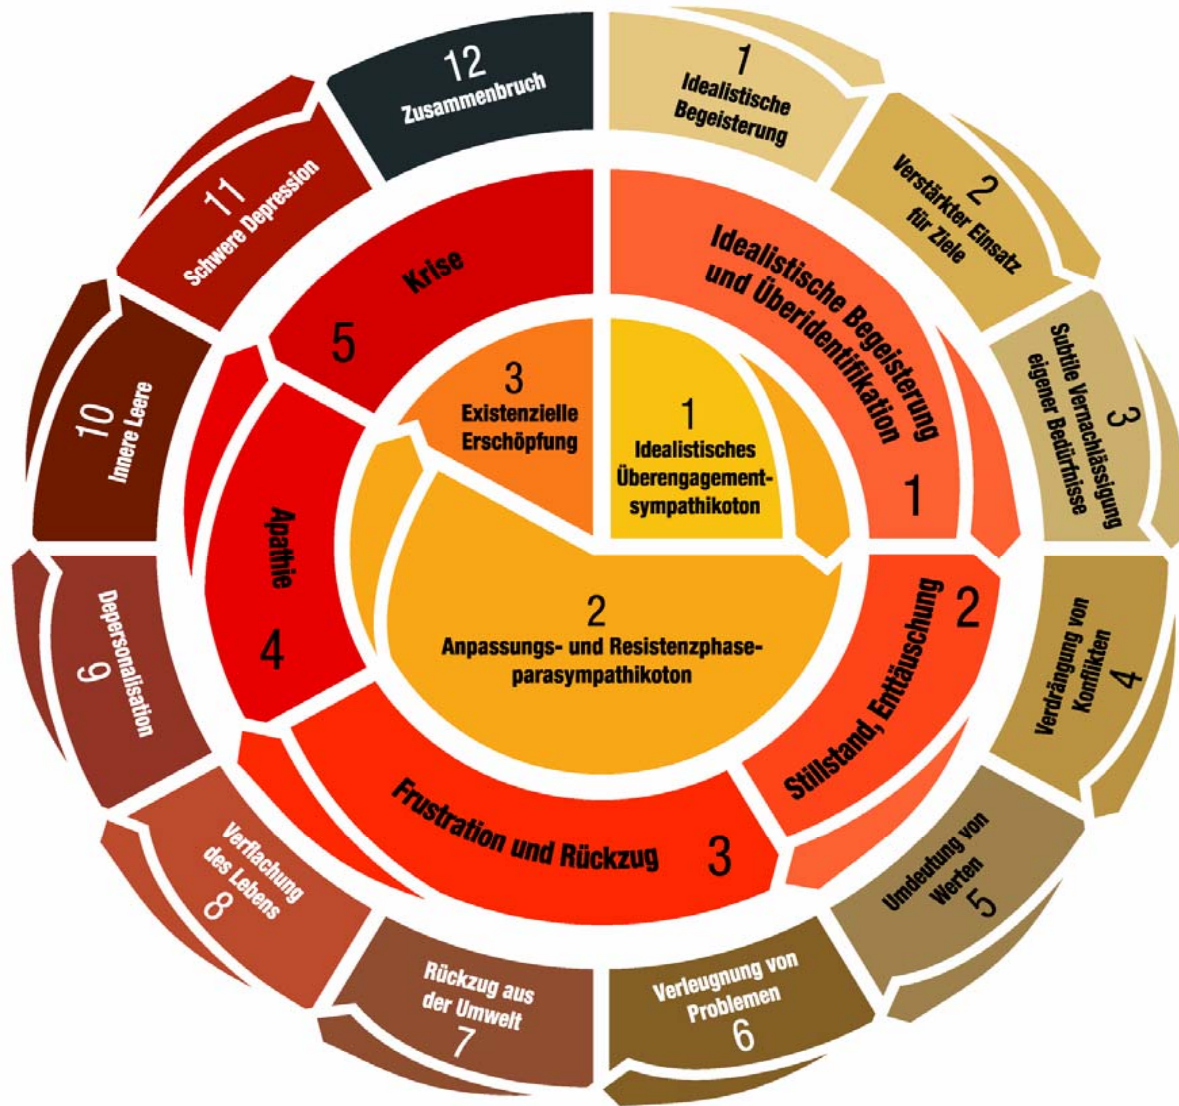 1
Idealistische
Begeisterung
2
Verstärkter Einsatz
für Ziele
3
Subtile Vernachlässigung
eigener Bedürfnisse
Verdrängung von
Konflikten
4
Umdeutung von
Werten
5
Verleugnung von
Problemen
6
Rückzug aus
der Umwelt
7
Verflachung
des Lebens
8
Depersonalisation
9
10
Innere Leere
11
Schwere Depression
12
Zusammenbruch
Idealistische Begeisterung
und Überidentifikation
1
2
Stillstand, Enttäuschung
Frustration und Rückzug
3
Apathie
4
Krise
5
1
Idealistisches
Überengagement-
sympathikoton
2
Anpassungs- und Resistenzphase-
parasympathikoton
3
Existenzielle
Erschöpfung